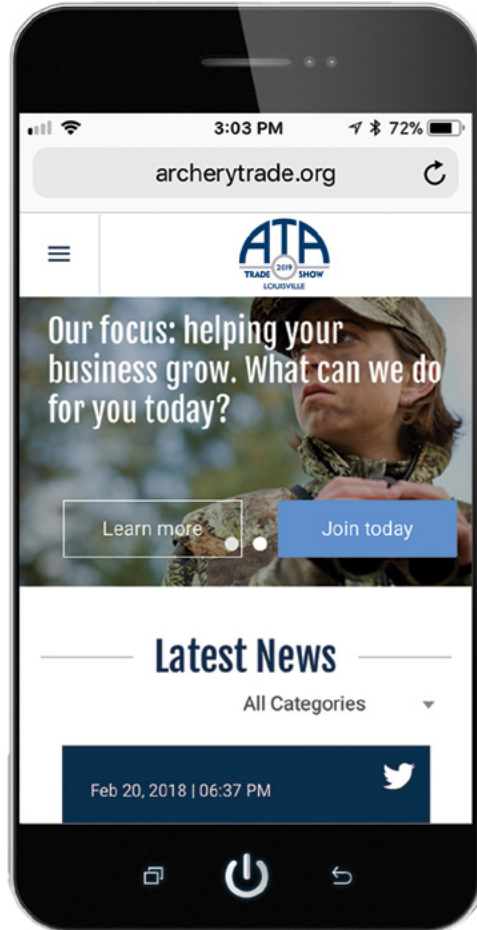 3:03 PM
72%
archerytrade.org
ATA
TRADE 2019 SHOW
LOUISVILLE
Our focus: helping your
business grow. What can we do
for you today?
Learn more
Join today
Latest News
All Categories
Feb 20, 2018 | 06:37 PM